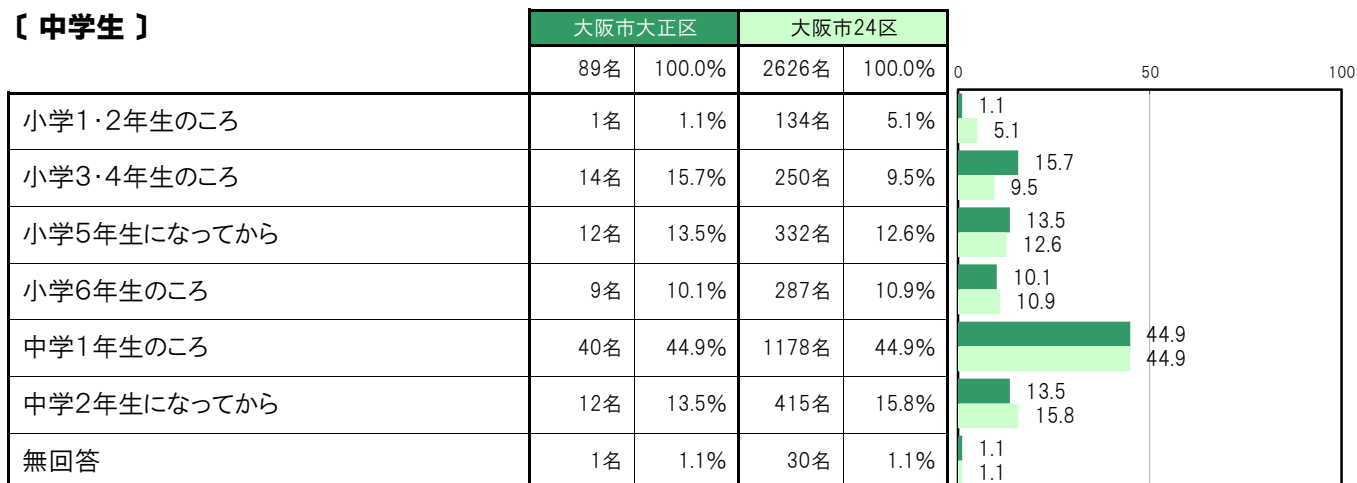 〔 中学生 〕
大阪市大正区 大阪市24区
89名 100.0% 2626名 100.0% 0 50 100
小学1・2年生のころ 1名 1.1% 134名 5.1% 1.1
5.1
小学3・4年生のころ 14名 15.7% 250名 9.5% 15.7
9.5
小学5年生になってから 12名 13.5% 332名 12.6% 13.5
12.6
小学6年生のころ 9名 10.1% 287名 10.9% 10.1
10.9
中学1年生のころ 40名 44.9% 1178名 44.9% 44.9
44.9
中学2年生になってから 12名 13.5% 415名 15.8% 13.5
15.8
無回答 1名 1.1% 30名 1.1% 1.1
1.1